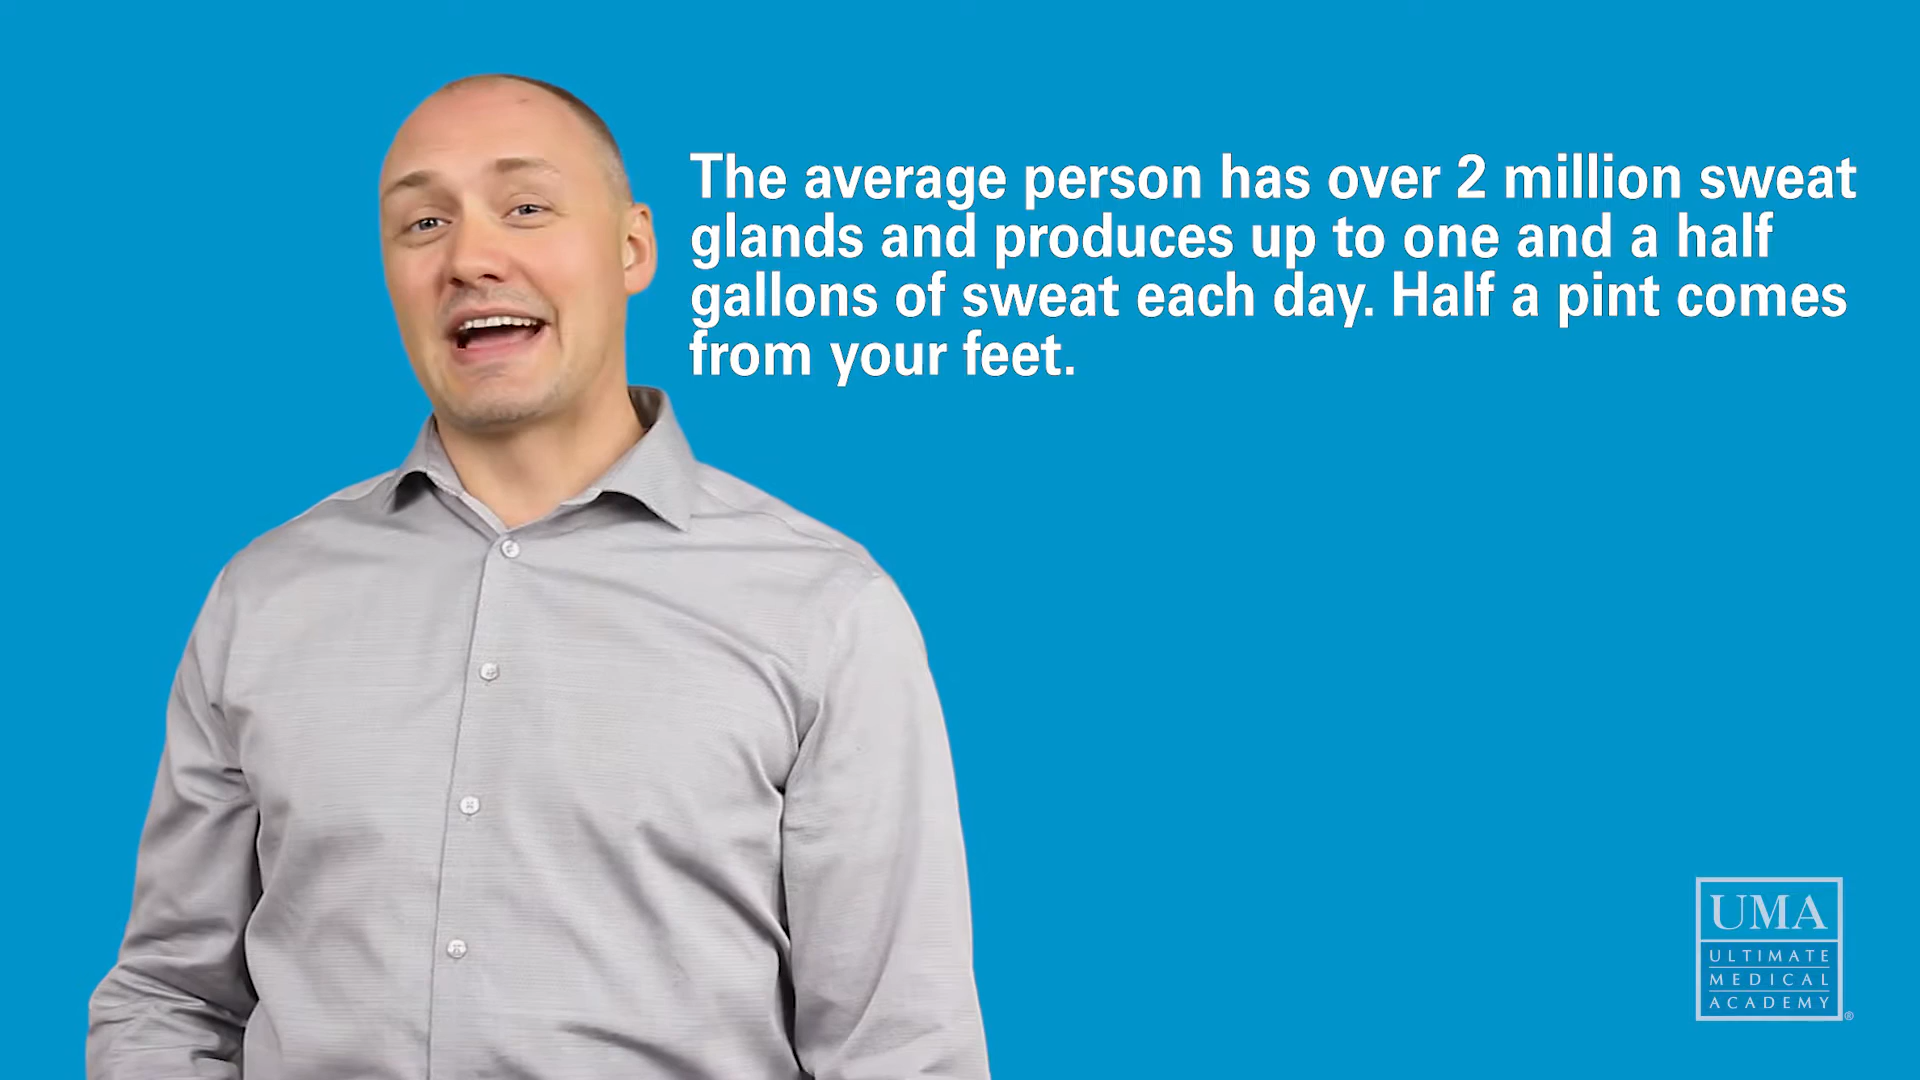 The average person has over 2 million sweat
glands and produces up to one and a half
gallons of sweat each day. Half a pint comes
from your feet.
UMA
ULTIMATE
MEDICAL
ACADEMY®